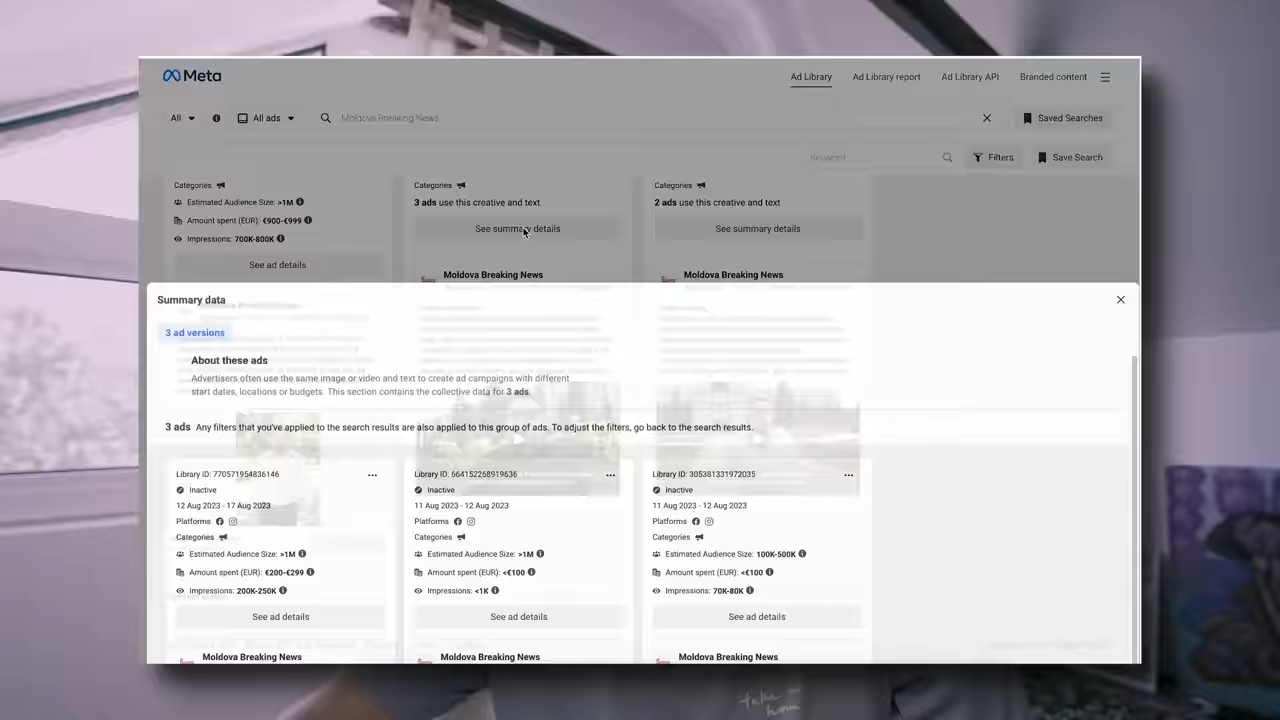 Meta
Ad Library Ad Library report Ad Library API Branded content
All All ads Moldova Breaking News Saved Searches
Keyword Filters Save Search
Categories Categories Categories
Estimated Audience Size: >1M 3 ads use this creative and text 2 ads use this creative and text
Amount spent (EUR): €900-€999 See summary details See summary details
Impressions: 700K-800K
See ad details
Moldova Breaking News Moldova Breaking News
Summary data
3 ad versions
About these ads
Advertisers often use the same image or video and text to create ad campaigns with different
start dates, locations or budgets. This section contains the collective data for 3 ads.
3 ads Any filters that you've applied to the search results are also applied to this group of ads. To adjust the filters, go back to the search results.
Library ID: 770571954836146 Library ID: 664152268919636 Library ID: 305381331972035
Inactive Inactive Inactive
12 Aug 2023 - 17 Aug 2023 11 Aug 2023 - 12 Aug 2023 11 Aug 2023 - 12 Aug 2023
Platforms Platforms Platforms
Categories Categories Categories
Estimated Audience Size: >1M Estimated Audience Size: >1M Estimated Audience Size: 100K-500K
Amount spent (EUR): €200-€299 Amount spent (EUR): <€100 Amount spent (EUR): <€100
Impressions: 200K-250K Impressions: <1K Impressions: 70K-80K
See ad details See ad details See ad details
Moldova Breaking News Moldova Breaking News Moldova Breaking News
take
home